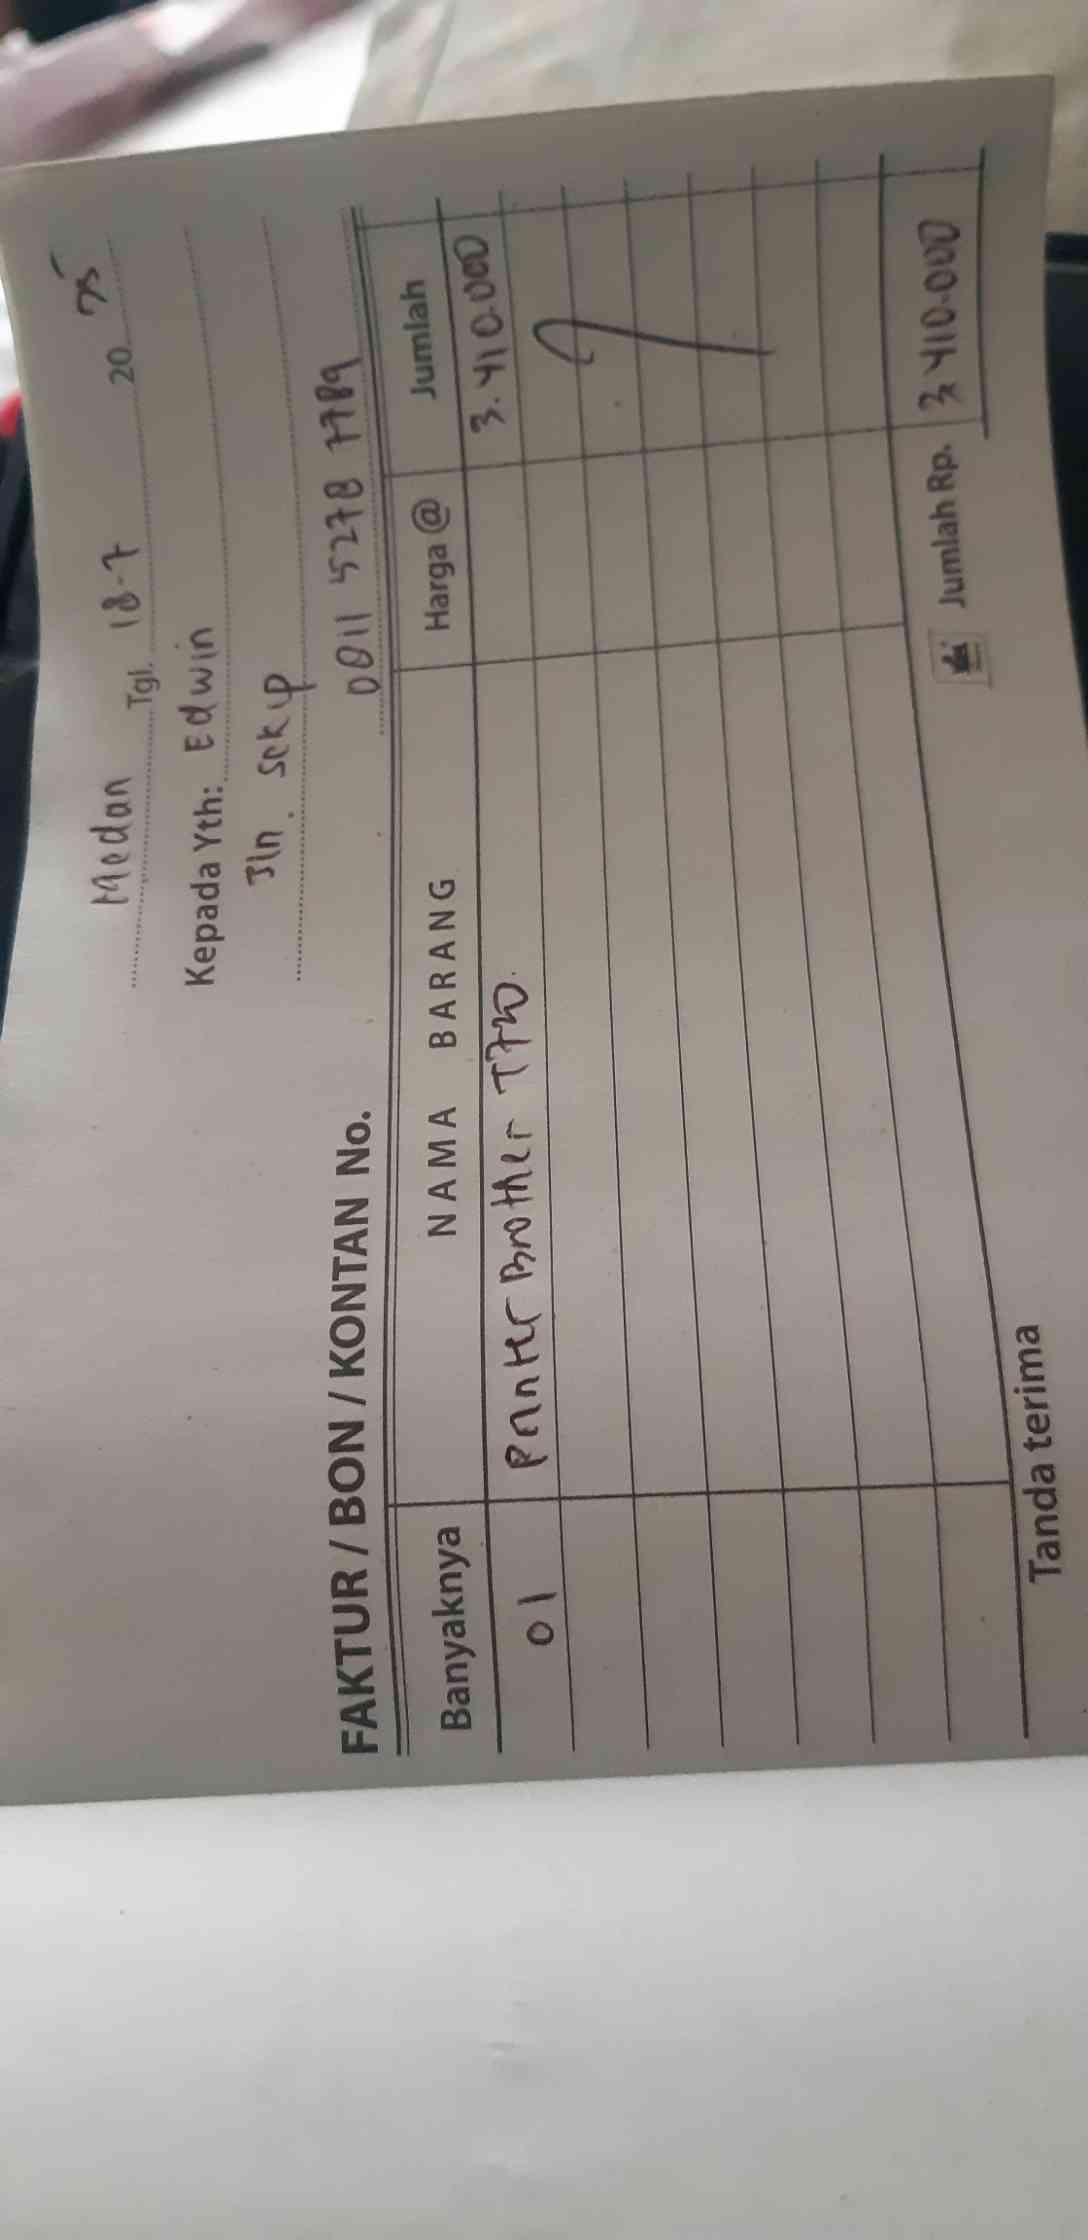 Medan Tgl. 18-7 20 25
Kepada Yth: Edwin
Jln. Sekip
0811 5278 7789
FAKTUR / BON / KONTAN No.
Banyaknya NAMA BARANG Harga @ Jumlah
01 Printer Brother T720. 3.410.000
Jumlah Rp. 3.410.000
Tanda terima